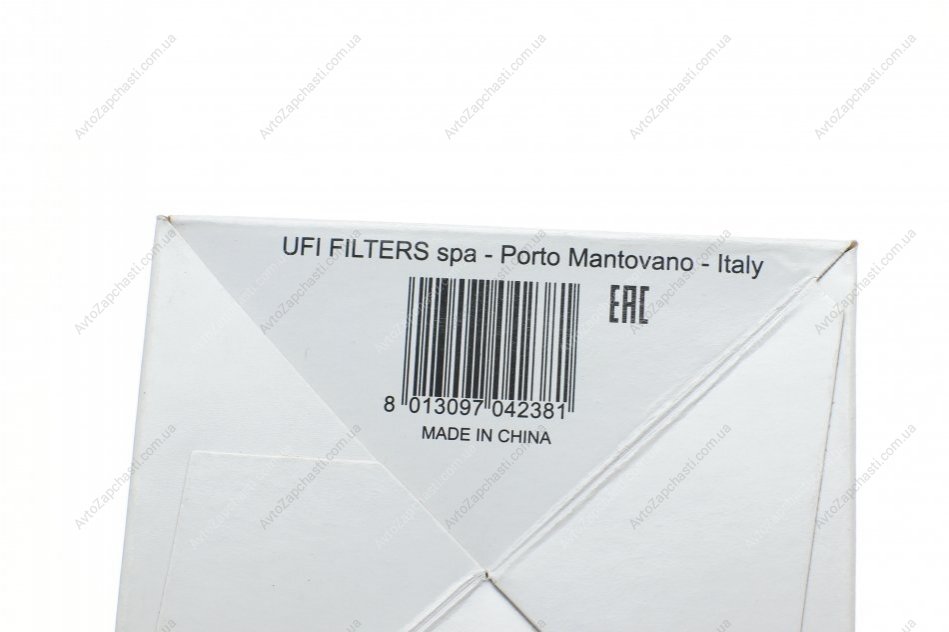 UFI FILTERS spa - Porto Mantovano - Italy
EAC
8 013097 042381
MADE IN CHINA
AvtoZapchasti.com.ua